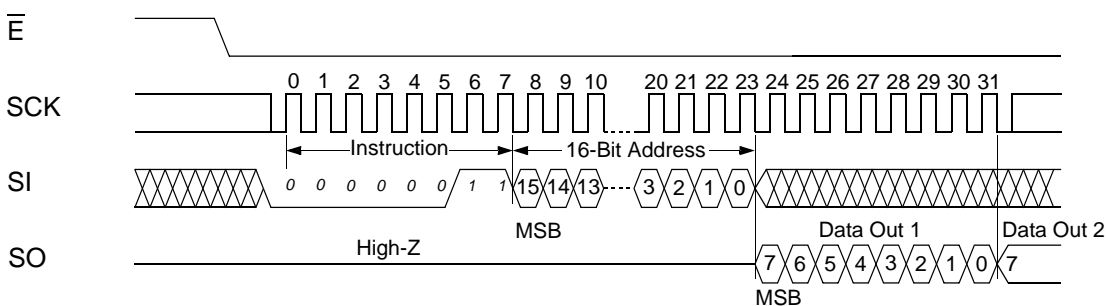 E
0 1 2 3 4 5 6 7 8 9 10 20 21 22 23 24 25 26 27 28 29 30 31
SCK
Instruction 16-Bit Address
SI 0 0 0 0 0 0 1 1 15 14 13 3 2 1 0
MSB Data Out 1 Data Out 2
High-Z
SO 7 6 5 4 3 2 1 0 7
MSB